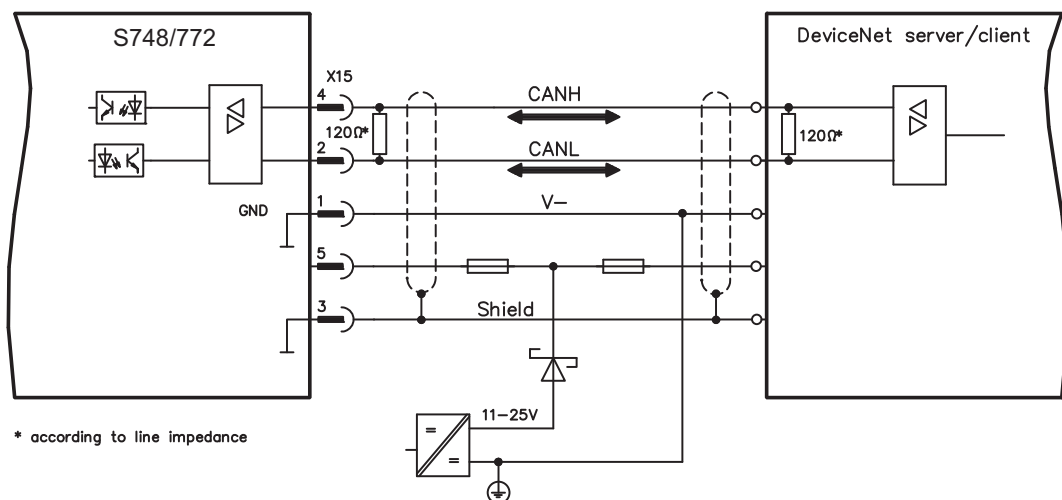 S748/772
DeviceNet server/client
X15
4
CANH
120Ω*
120Ω*
2
CANL
1
V–
GND
5
3
Shield
11–25V
* according to line impedance
=
=